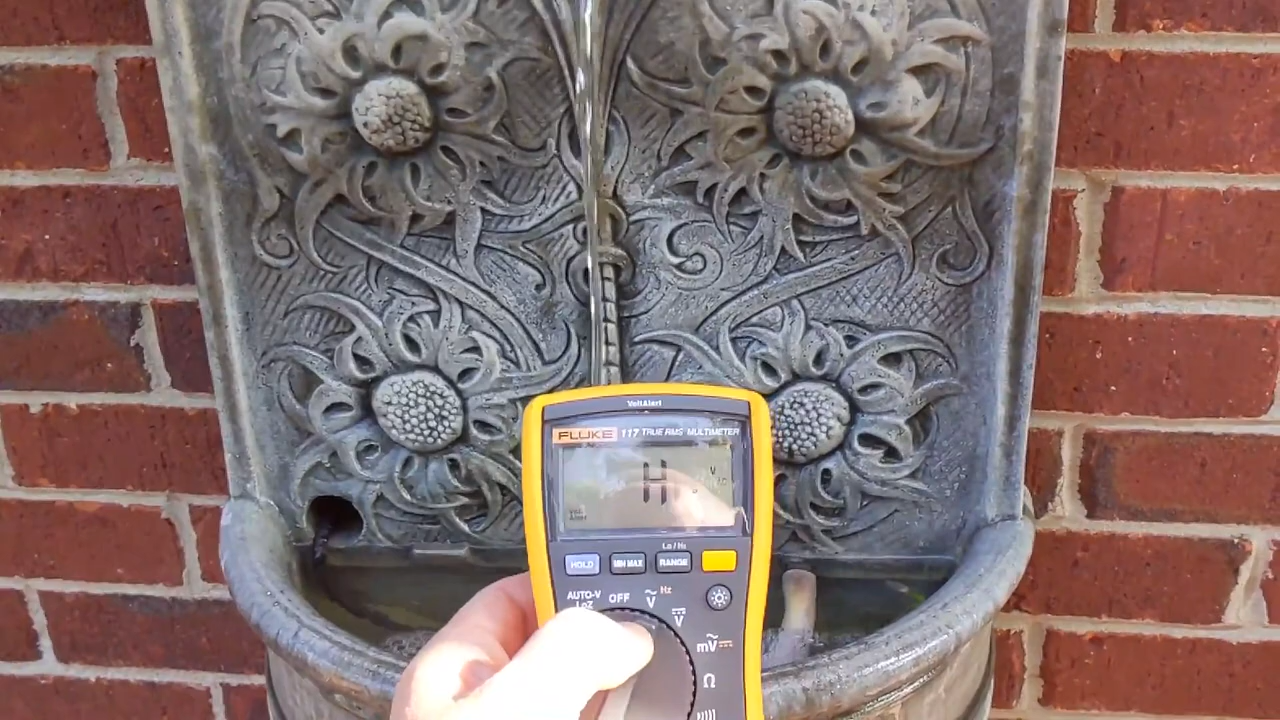 VoltAlert
FLUKE 117 TRUE RMS MULTIMETER
H V
Lo / Hz
HOLD MIN MAX RANGE
AUTO-V
LoZ
OFF
Ṽ Hz
V
mV
Ω